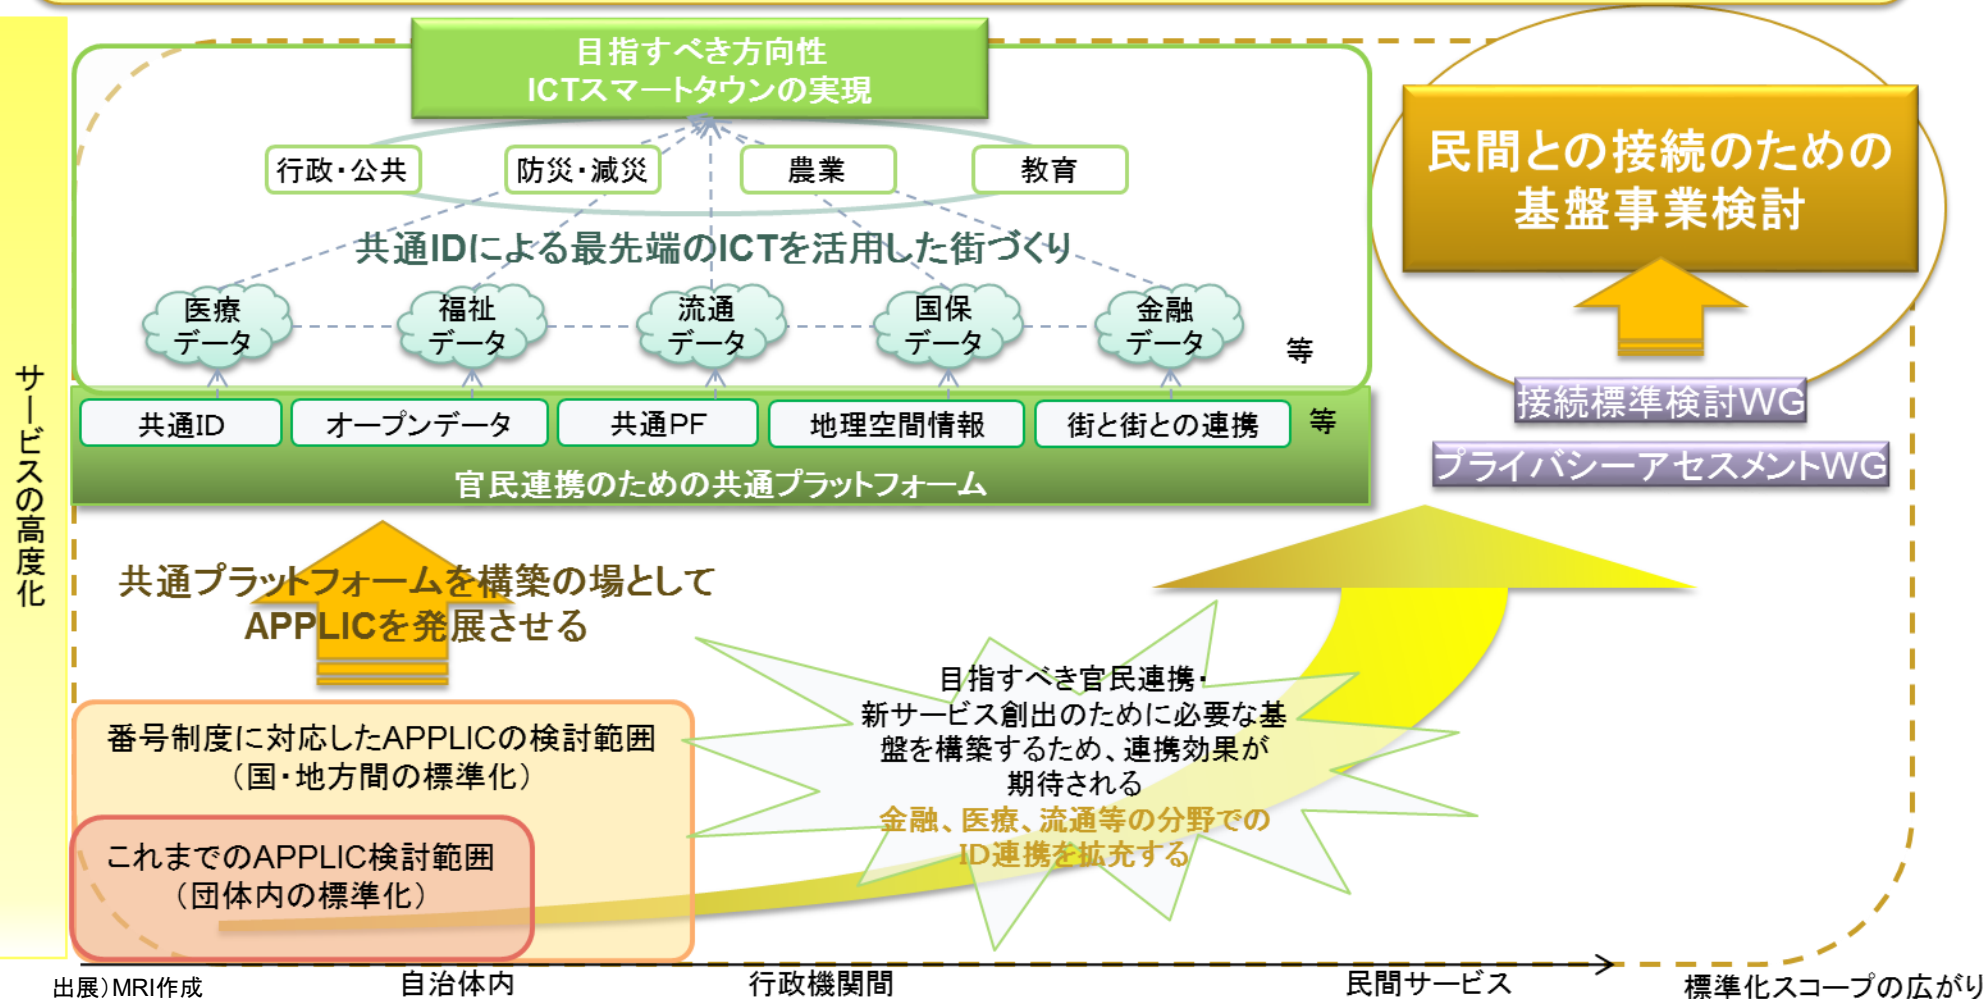 目指すべき方向性
ICTスマートタウンの実現
行政・公共
防災・減災
農業
教育
共通IDによる最先端のICTを活用した街づくり
医療
データ
福祉
データ
流通
データ
国保
データ
金融
データ
等
共通ID
オープンデータ
共通PF
地理空間情報
街と街との連携
等
官民連携のための共通プラットフォーム
民間との接続のための
基盤事業検討
接続標準検討WG
プライバシーアセスメントWG
サービスの高度化
共通プラットフォームを構築の場として
APPLICを発展させる
番号制度に対応したAPPLICの検討範囲
（国・地方間の標準化）
これまでのAPPLIC検討範囲
（団体内の標準化）
目指すべき官民連携・
新サービス創出のために必要な基
盤を構築するため、連携効果が
期待される
金融、医療、流通等の分野での
ID連携を拡充する
出展）MRI作成
自治体内
行政機関間
民間サービス
標準化スコープの広がり